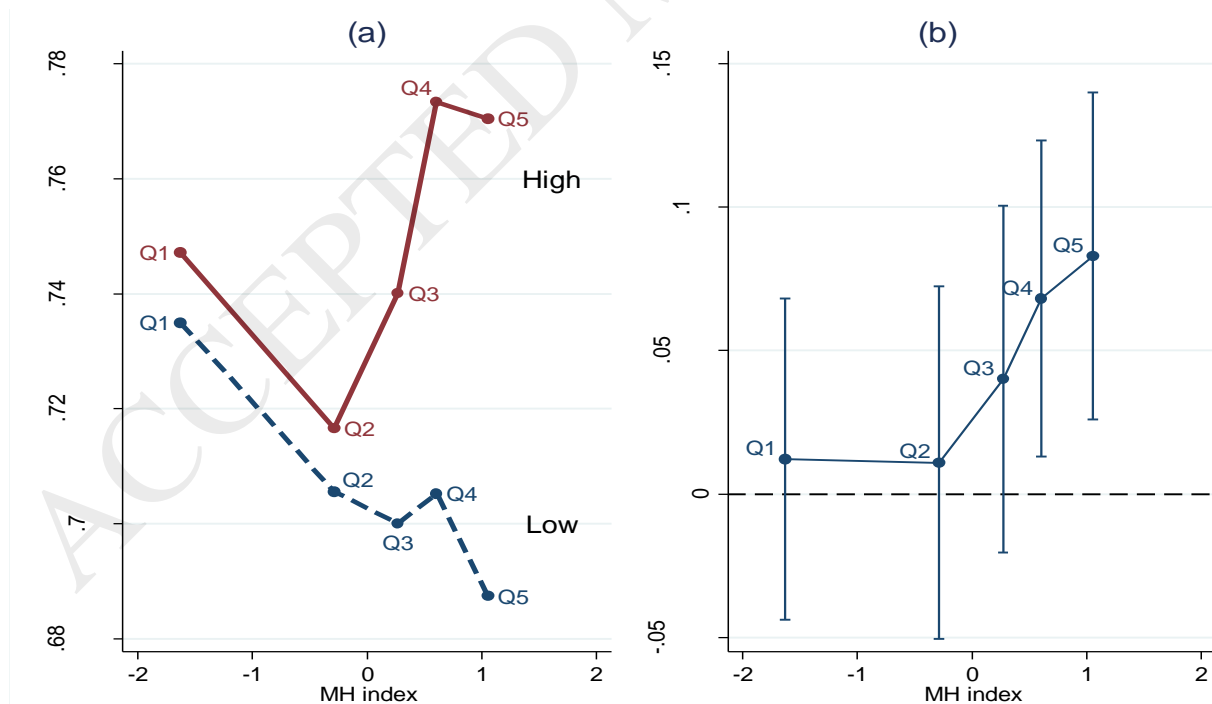 (a)
.78
.76
.74
.72
.7
.68
Q1
Q2
Q3
Q4
Q5
High
Q1
Q2
Q3
Q4
Q5
Low
-2
-1
0
1
2
MH index
(b)
.15
.1
.05
0
-.05
Q1
Q2
Q3
Q4
Q5
-2
-1
0
1
2
MH index
ACCEPTED